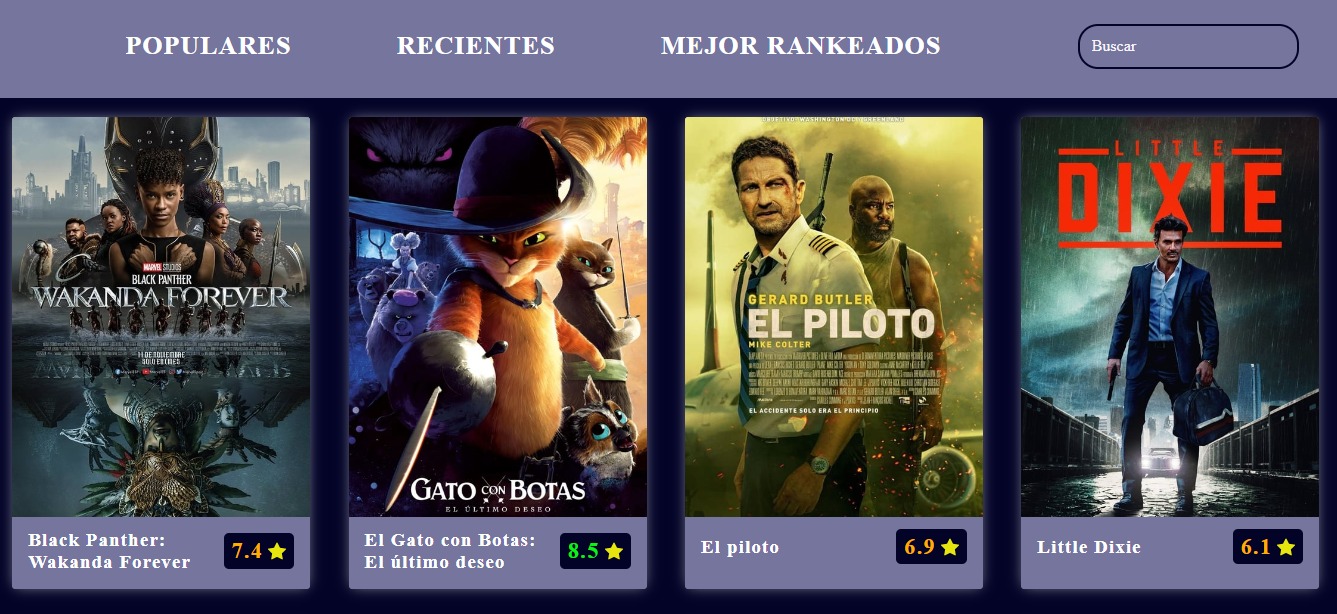 POPULARES
RECIENTES
MEJOR RANKEADOS
Buscar
MARVEL STUDIOS
BLACK PANTHER
WAKANDA FOREVER
11 DE NOVIEMBRE
SOLO EN CINES
GATO CON BOTAS
EL ÚLTIMO DESEO
GERARD BUTLER
EL PILOTO
MIKE COLTER
EL ACCIDENTE SOLO ERA EL PRINCIPIO
LITTLE
DIXIE
Black Panther:
Wakanda Forever
7.4
El Gato con Botas:
El último deseo
8.5
El piloto
6.9
Little Dixie
6.1